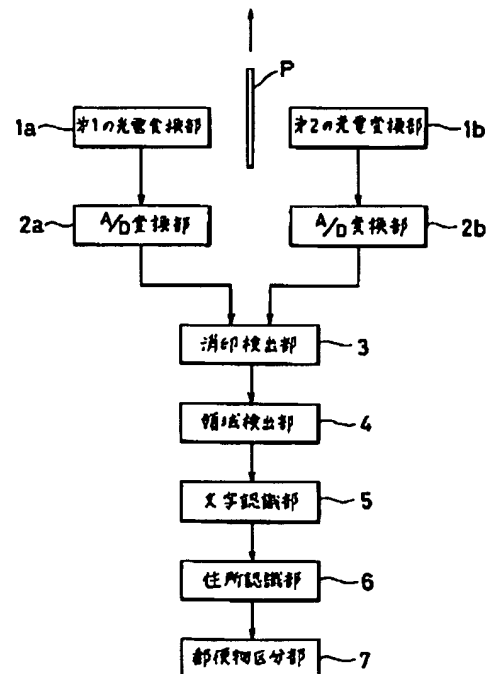 P
1a 第1の光電変換部
第2の光電変換部 1b
2a A/D変換部
A/D変換部 2b
消印検出部 3
領域検出部 4
文字認識部 5
住所認識部 6
郵便物区分部 7